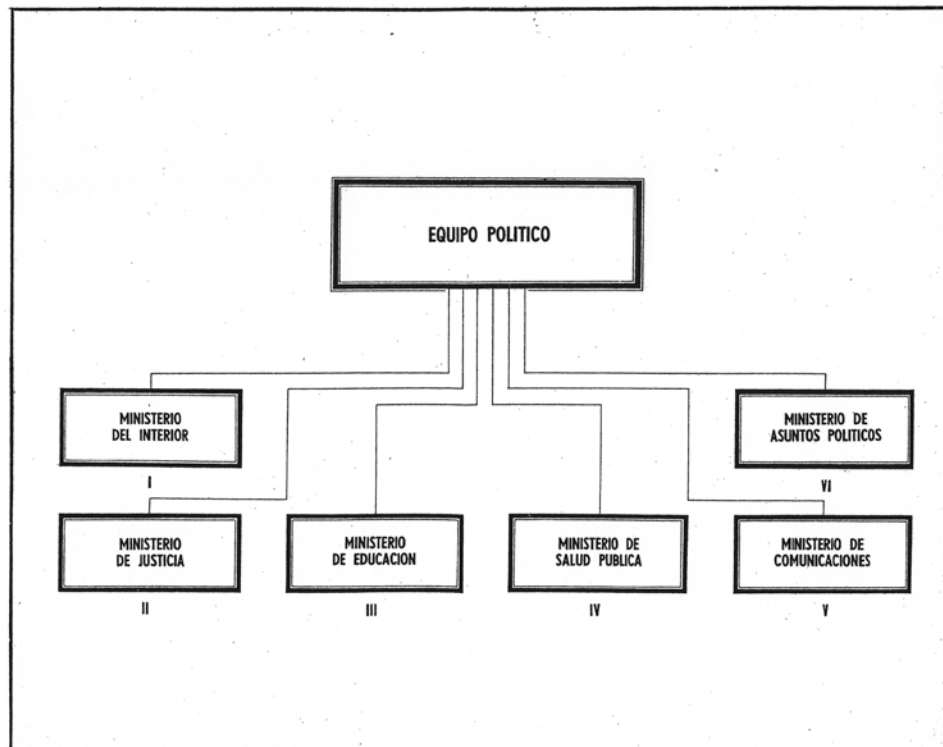 EQUIPO POLITICO
MINISTERIO
DEL INTERIOR
I
MINISTERIO DE
ASUNTOS POLITICOS
VI
MINISTERIO
DE JUSTICIA
II
MINISTERIO
DE EDUCACION
III
MINISTERIO DE
SALUD PUBLICA
IV
MINISTERIO DE
COMUNICACIONES
V